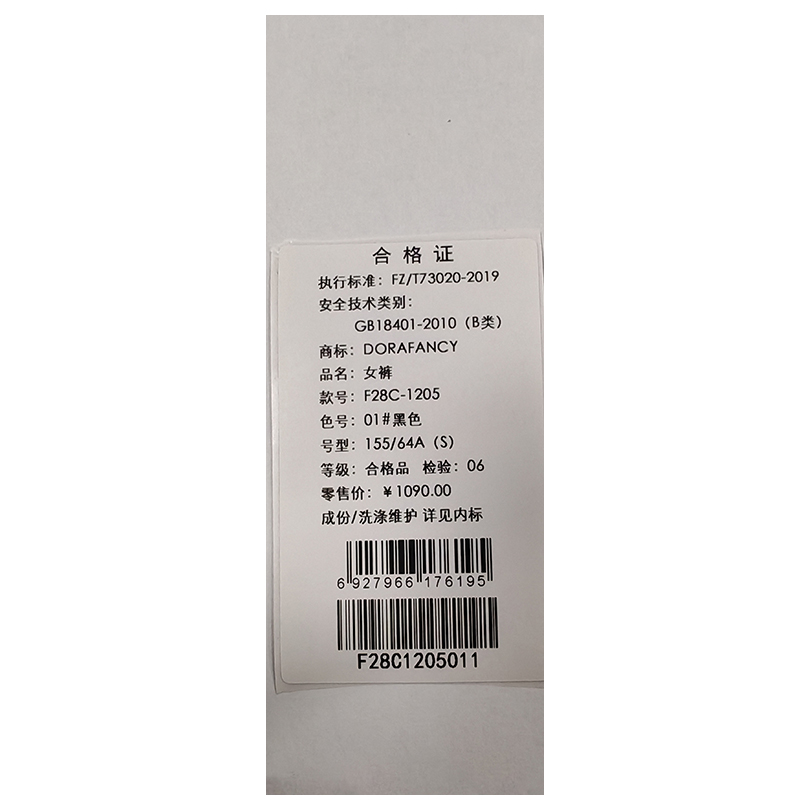 合格证
执行标准：FZ/T73020-2019
安全技术类别：
GB18401-2010（B类）
商标：DORAFANCY
品名：女裤
款号：F28C-1205
色号：01#黑色
号型：155/64A（S）
等级：合格品 检验：06
零售价：￥1090.00
成份/洗涤维护 详见内标
6 927966 176195
F28C1205011